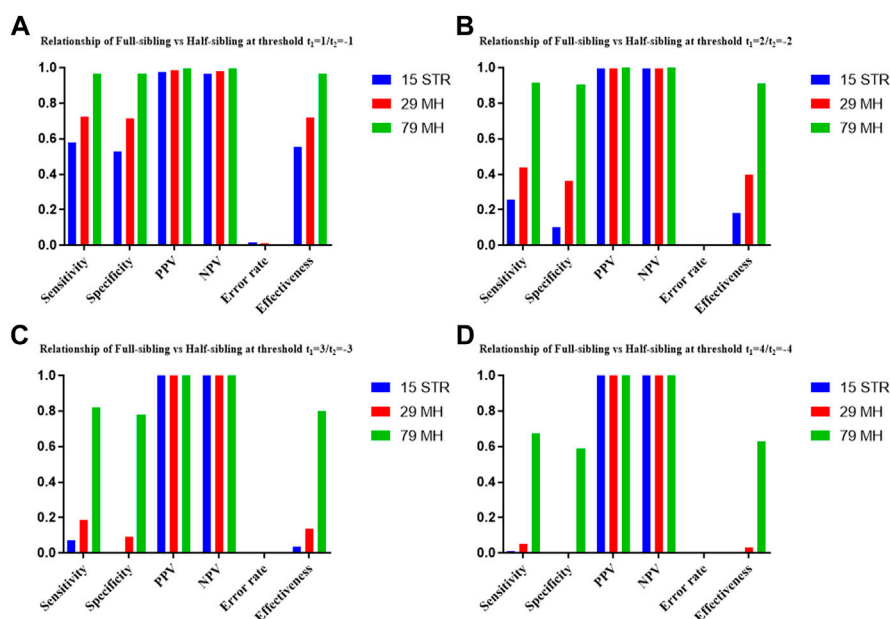 A
Relationship of Full-sibling vs Half-sibling at threshold t₁=1/t₂=-1
1.0
0.8
0.6
0.4
0.2
0.0
Sensitivity
Specificity
PPV
NPV
Error rate
Effectiveness
15 STR
29 MH
79 MH
B
Relationship of Full-sibling vs Half-sibling at threshold t₁=2/t₂=-2
1.0
0.8
0.6
0.4
0.2
0.0
Sensitivity
Specificity
PPV
NPV
Error rate
Effectiveness
15 STR
29 MH
79 MH
C
Relationship of Full-sibling vs Half-sibling at threshold t₁=3/t₂=-3
1.0
0.8
0.6
0.4
0.2
0.0
Sensitivity
Specificity
PPV
NPV
Error rate
Effectiveness
15 STR
29 MH
79 MH
D
Relationship of Full-sibling vs Half-sibling at threshold t₁=4/t₂=-4
1.0
0.8
0.6
0.4
0.2
0.0
Sensitivity
Specificity
PPV
NPV
Error rate
Effectiveness
15 STR
29 MH
79 MH